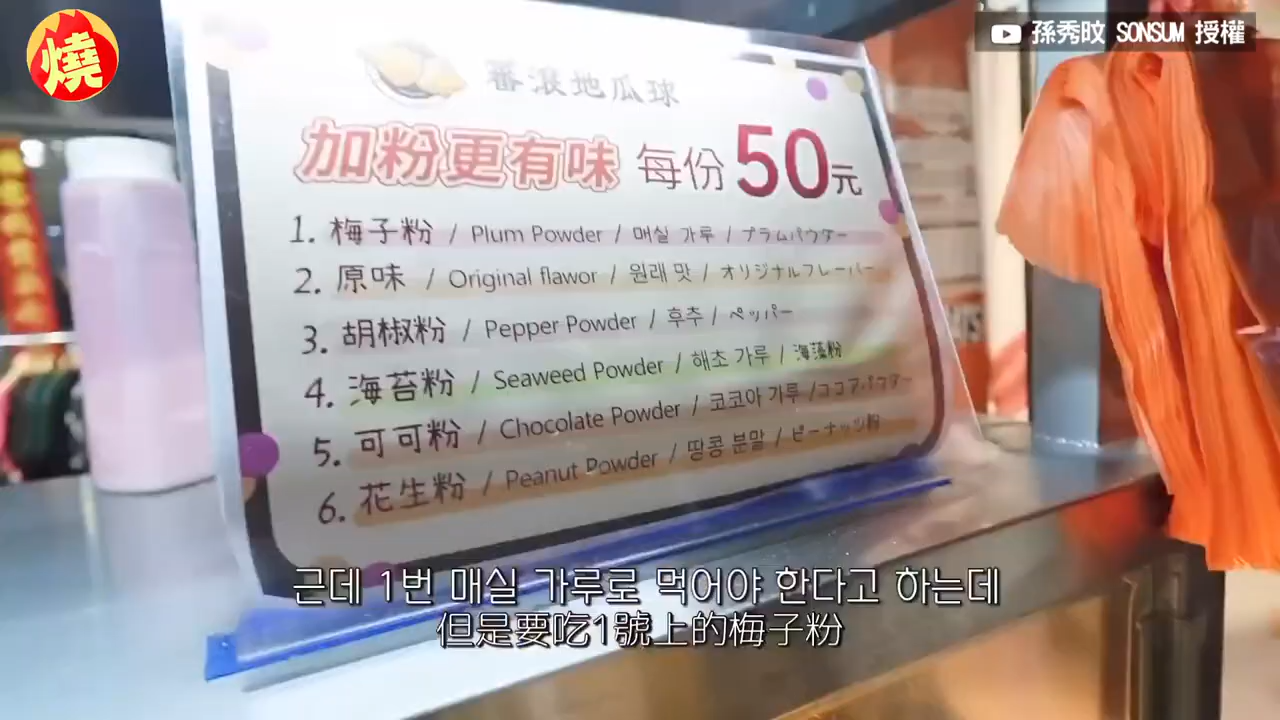 燒
孫秀旼 SONSUM 授權
審滾地瓜球
加粉更有味 每份50元
1. 梅子粉 / Plum Powder / 매실 가루 / プラムパウダー
2. 原味 / Original flawor / 원래 맛 / オリジナルフレーバー
3. 胡椒粉 / Pepper Powder / 후추 / ペッパー
4. 海苔粉 / Seaweed Powder / 해초 가루 / 海藻粉
5. 可可粉 / Chocolate Powder / 코코아 가루 / ココアパウダー
6. 花生粉 / Peanut Powder / 땅콩 분말 / ピーナッツ粉
근데 1번 매실 가루로 먹어야 한다고 하는데
但是要吃1號上的梅子粉